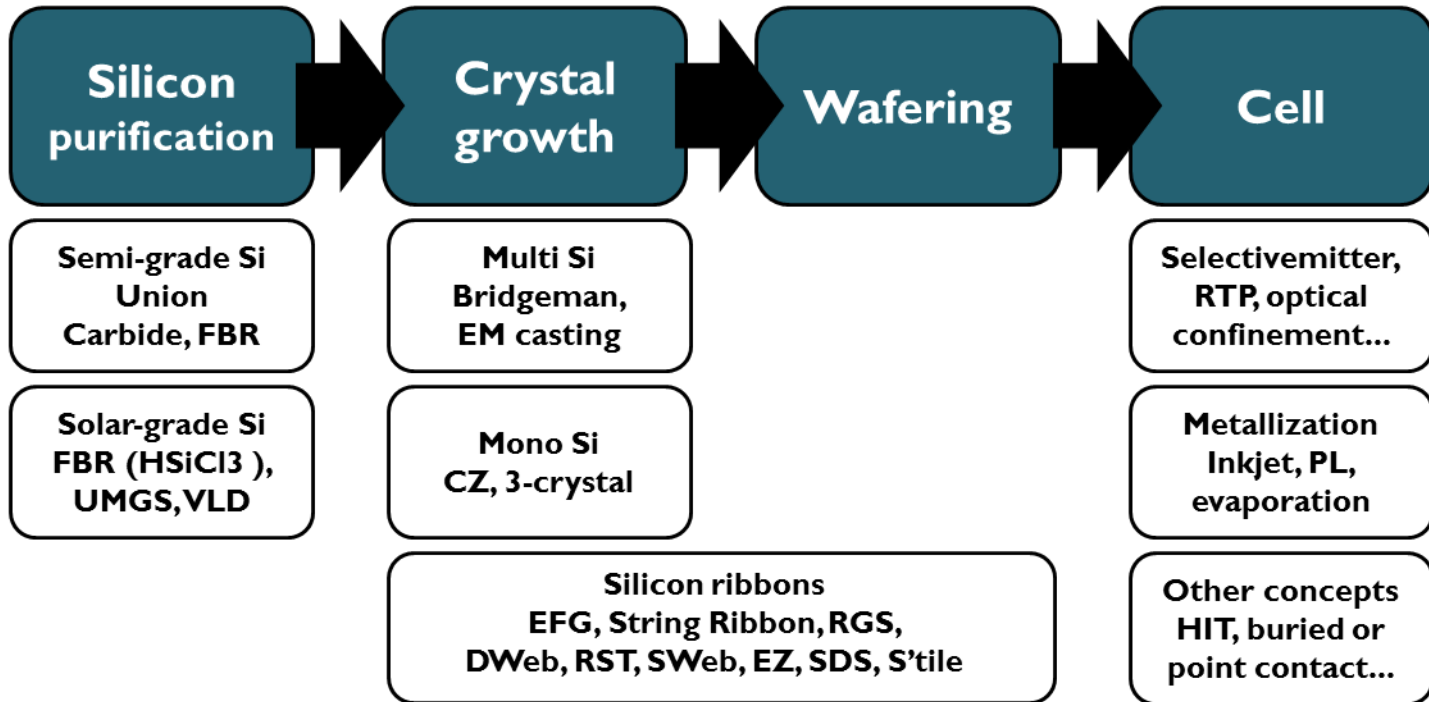 Silicon
purification
Crystal
growth
Wafering
Cell
Semi-grade Si
Union
Carbide, FBR
Solar-grade Si
FBR (HSiCl3 ),
UMGS, VLD
Multi Si
Bridgeman,
EM casting
Mono Si
CZ, 3-crystal
Silicon ribbons
EFG, String Ribbon, RGS,
DWeb, RST, SWeb, EZ, SDS, S’tile
Selectivemitter,
RTP, optical
confinement...
Metallization
Inkjet, PL,
evaporation
Other concepts
HIT, buried or
point contact...